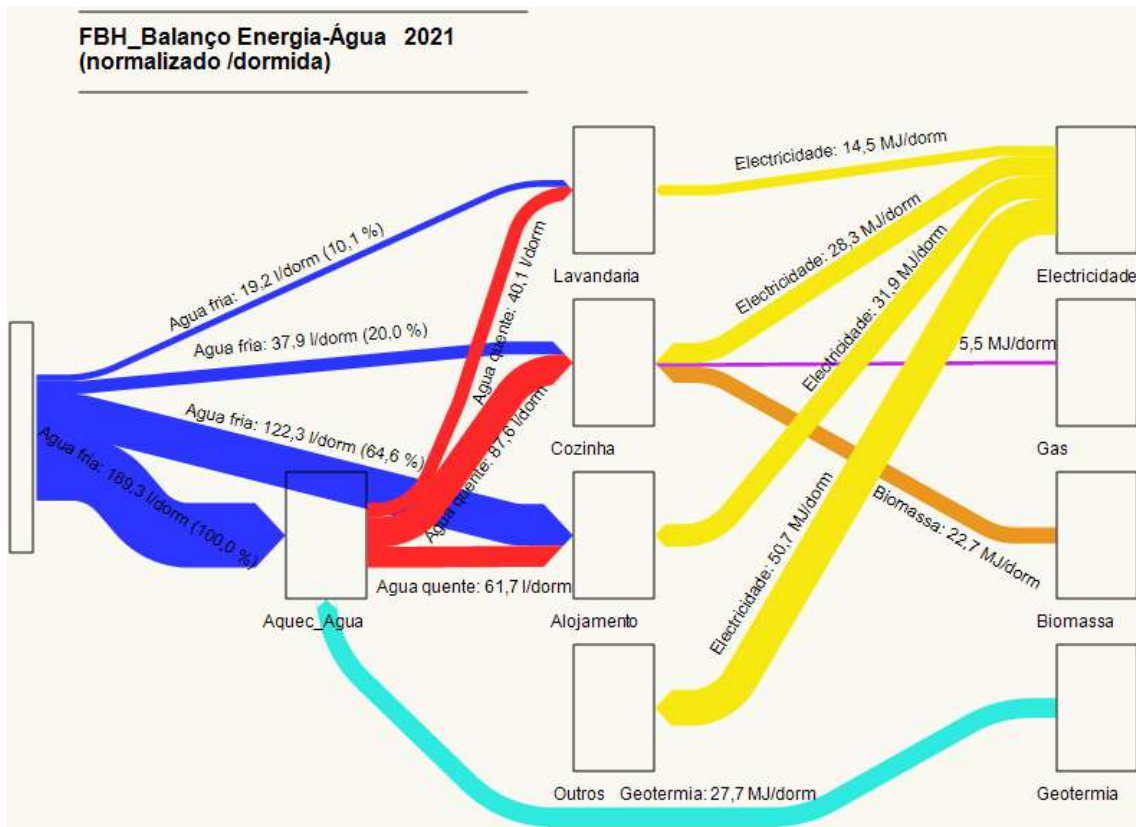 FBH_Balanço Energia-Água 2021
(normalizado /dormida)
Electricidade: 14,5 MJ/dorm
Electricidade: 28,3 MJ/dorm
Electricidade: 31,9 MJ/dorm
Lavandaria
Electricidade
Agua fria: 19,2 l/dorm (10,1 %)
Agua quente: 40,1 l/dorm
Agua fria: 37,9 l/dorm (20,0 %)
5,5 MJ/dorm
Agua fria: 122,3 l/dorm (64,6 %)
Agua quente: 87,6 l/dorm
Cozinha
Gas
Agua fria: 189,3 l/dorm (100,0 %)
Biomassa: 22,7 MJ/dorm
Electricidade: 50,7 MJ/dorm
Agua quente: 61,7 l/dorm
Aquec_Agua
Alojamento
Biomassa
Outros
Geotermia: 27,7 MJ/dorm
Geotermia